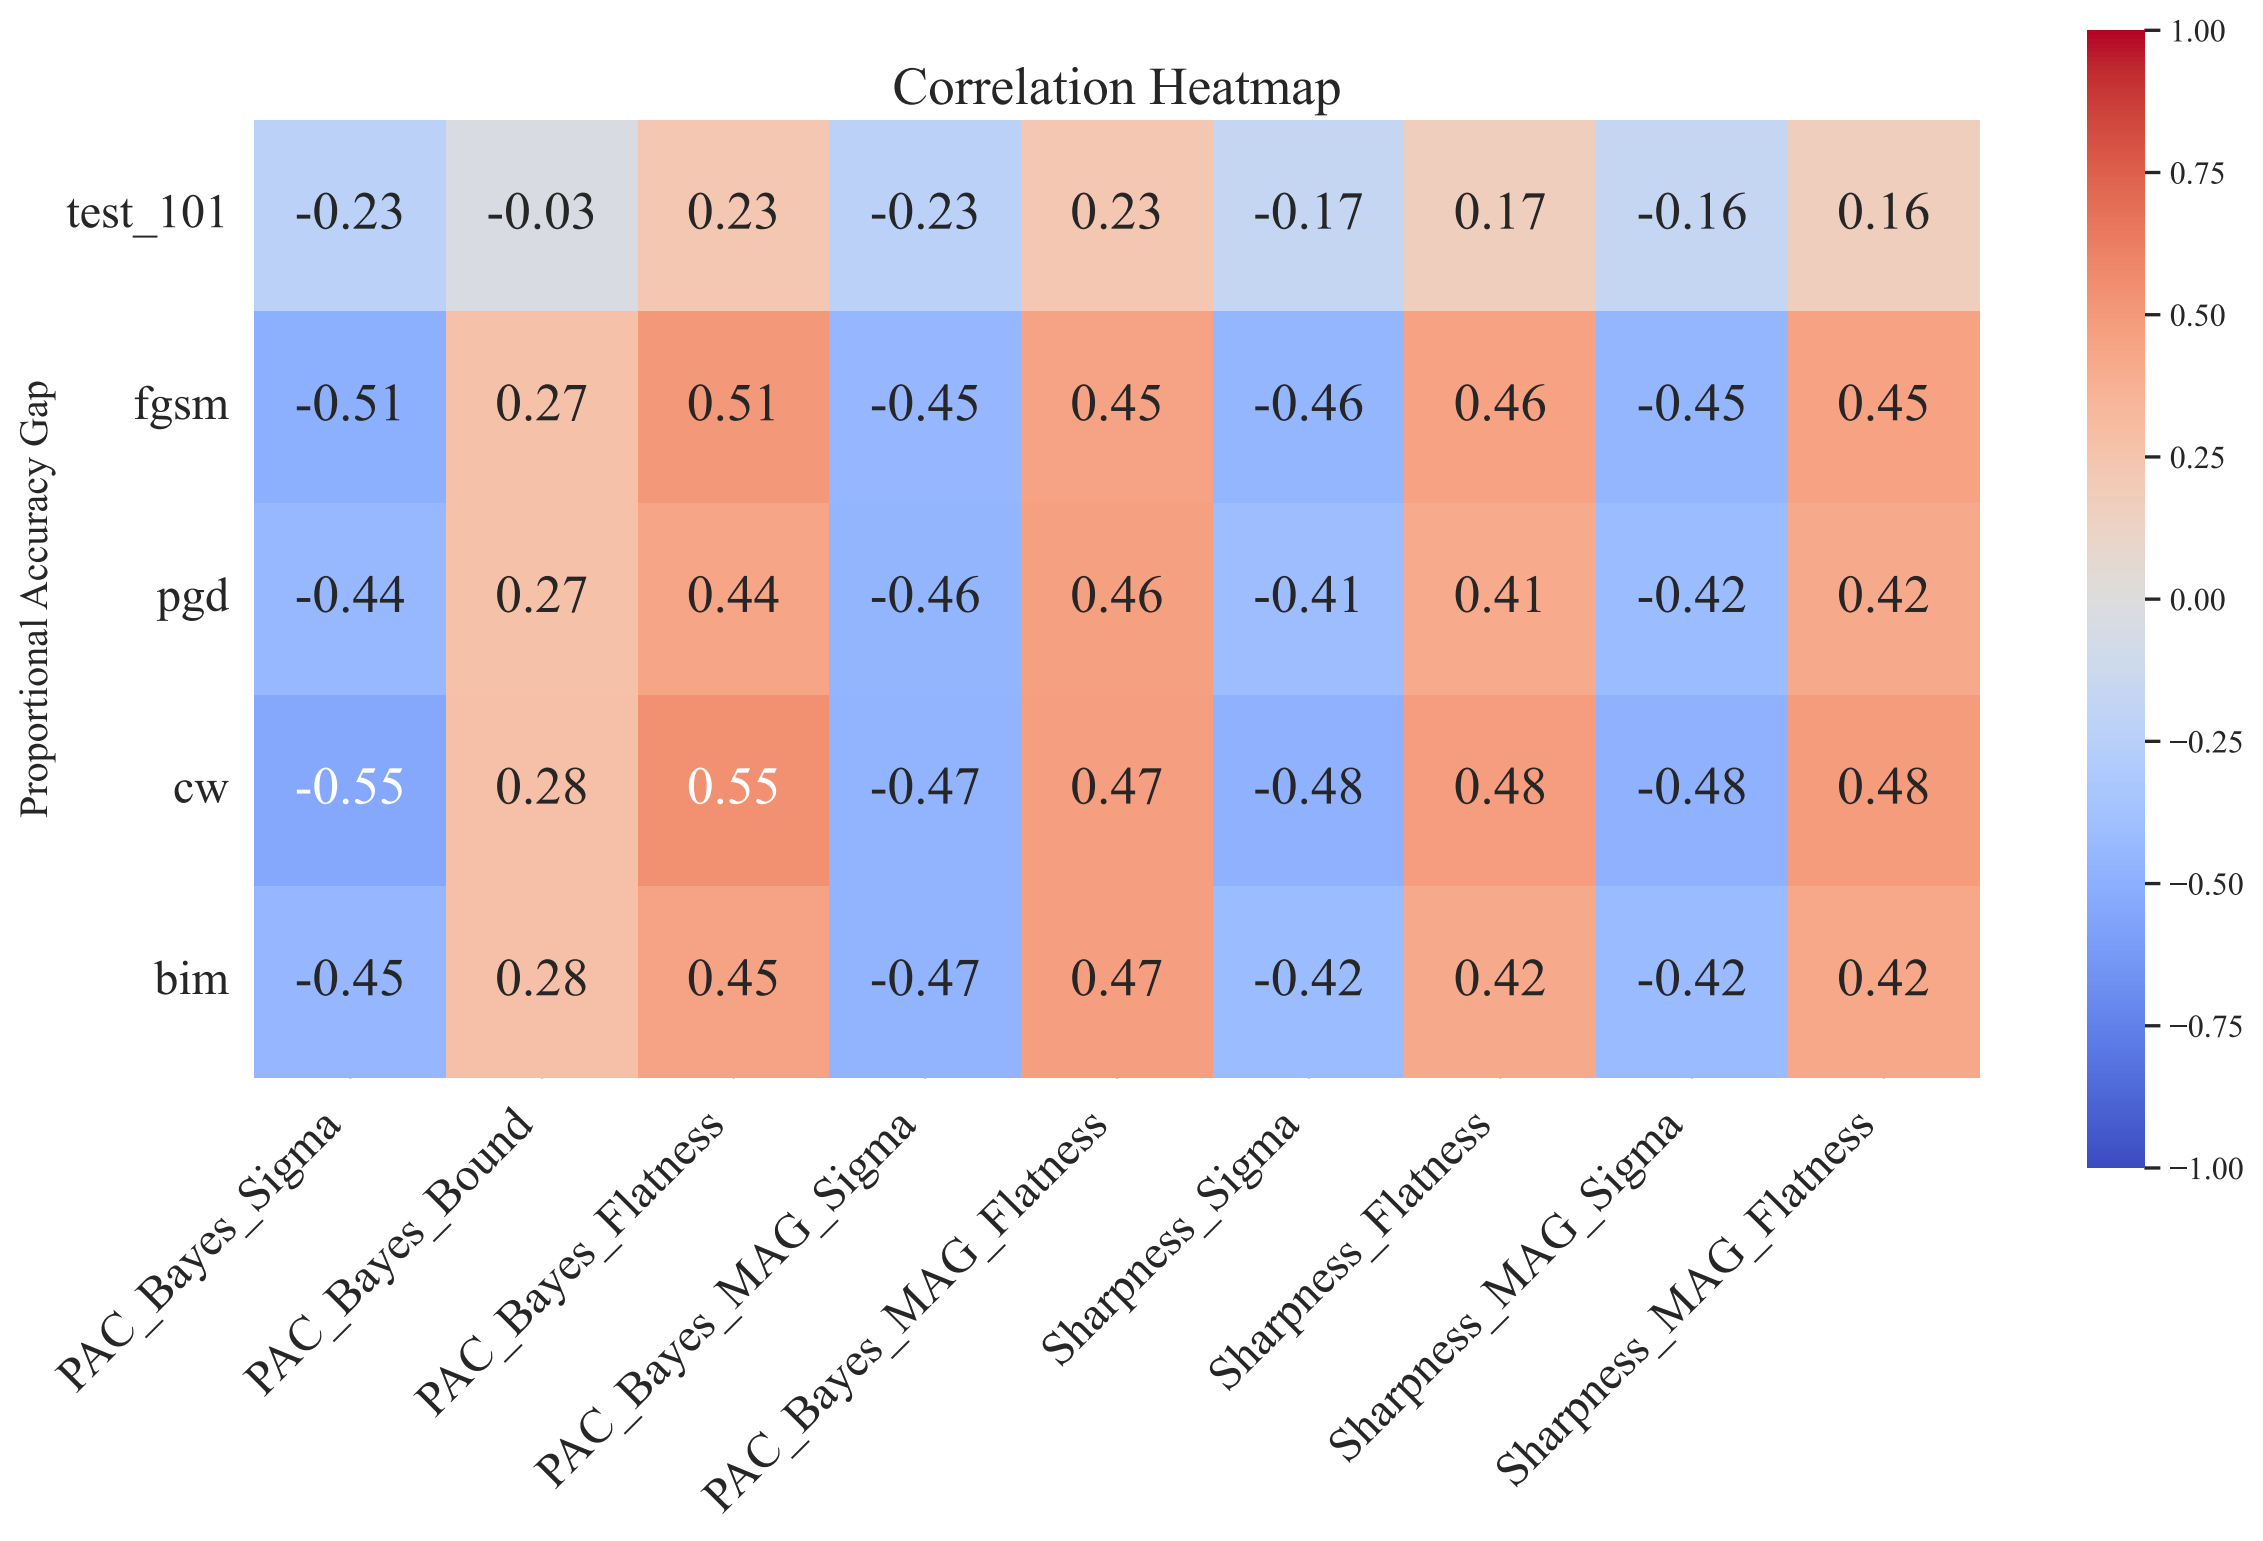 Correlation Heatmap
Proportional Accuracy Gap
test_101 -0.23 -0.03 0.23 -0.23 0.23 -0.17 0.17 -0.16 0.16
fgsm -0.51 0.27 0.51 -0.45 0.45 -0.46 0.46 -0.45 0.45
pgd -0.44 0.27 0.44 -0.46 0.46 -0.41 0.41 -0.42 0.42
cw -0.55 0.28 0.55 -0.47 0.47 -0.48 0.48 -0.48 0.48
bim -0.45 0.28 0.45 -0.47 0.47 -0.42 0.42 -0.42 0.42
PAC_Bayes_Sigma
PAC_Bayes_Bound
PAC_Bayes_Flatness
PAC_Bayes_MAG_Sigma
PAC_Bayes_MAG_Flatness
Sharpness_Sigma
Sharpness_Flatness
Sharpness_MAG_Sigma
Sharpness_MAG_Flatness
1.00
0.75
0.50
0.25
0.00
−0.25
−0.50
−0.75
−1.00